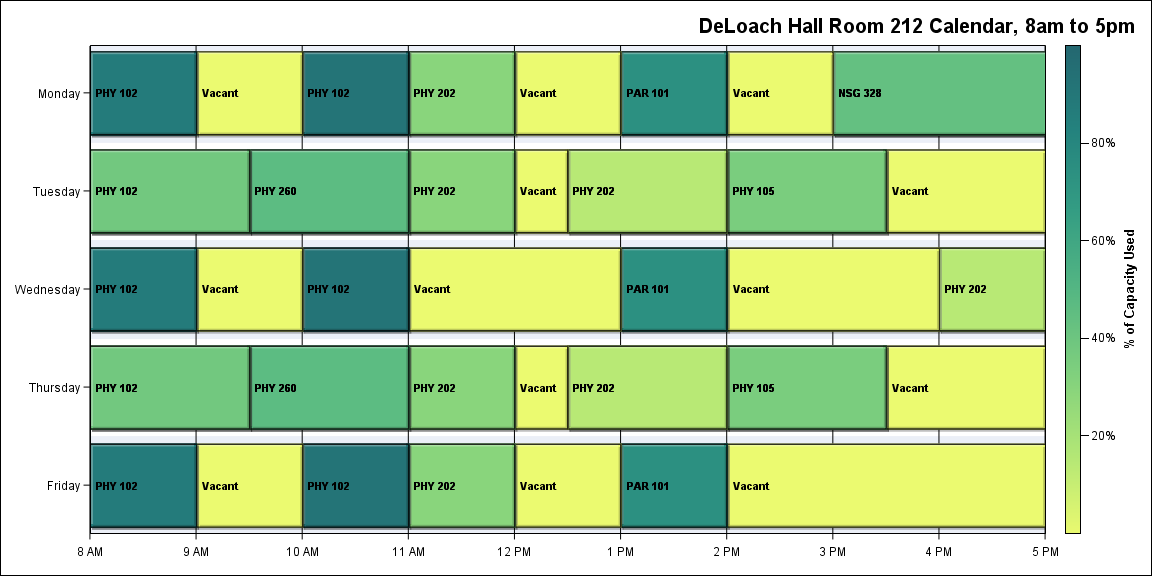 DeLoach Hall Room 212 Calendar, 8am to 5pm
Monday PHY 102 Vacant PHY 102 PHY 202 Vacant PAR 101 Vacant NSG 328
Tuesday PHY 102 PHY 260 PHY 202 Vacant PHY 202 PHY 105 Vacant
Wednesday PHY 102 Vacant PHY 102 Vacant PAR 101 Vacant PHY 202
Thursday PHY 102 PHY 260 PHY 202 Vacant PHY 202 PHY 105 Vacant
Friday PHY 102 Vacant PHY 102 PHY 202 Vacant PAR 101 Vacant
8 AM 9 AM 10 AM 11 AM 12 PM 1 PM 2 PM 3 PM 4 PM 5 PM
80%
60%
40%
20%
% of Capacity Used